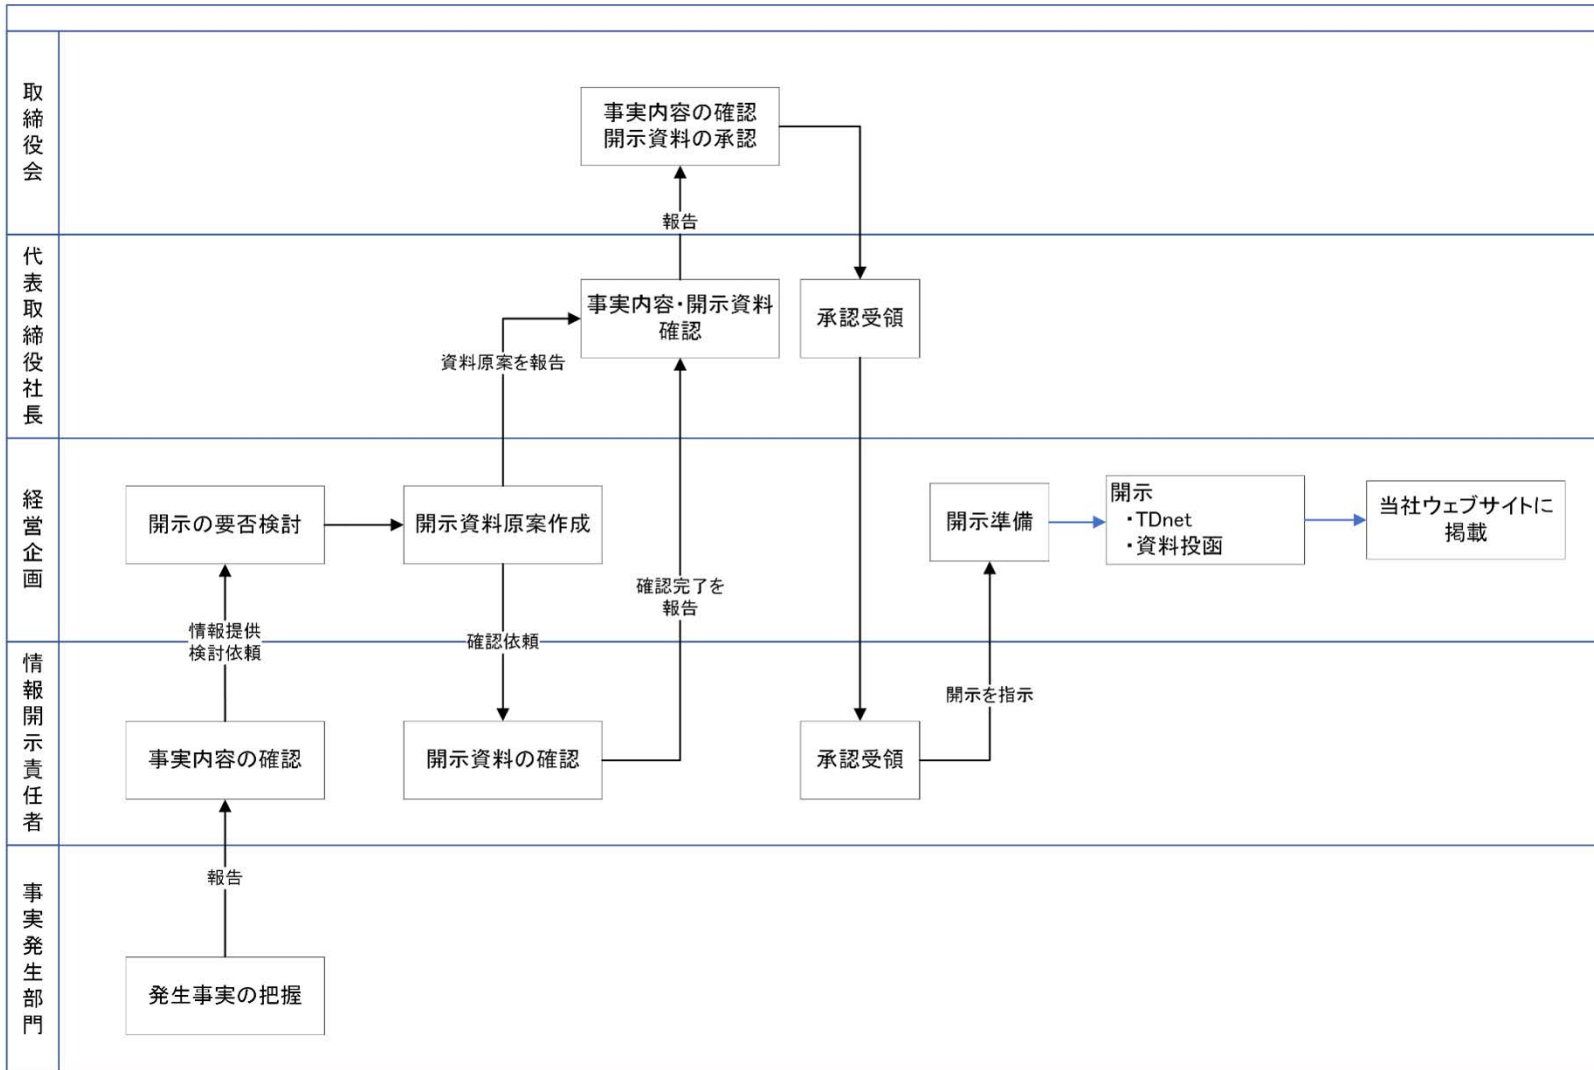 取締役会
事実内容の確認
開示資料の承認
報告
代表取締役社長
事実内容・開示資料
確認
承認受領
資料原案を報告
経営企画
開示の要否検討
開示資料原案作成
開示準備
開示
・TDnet
・資料投函
当社ウェブサイトに
掲載
確認完了を
報告
情報提供
検討依頼
確認依頼
情報開示責任者
開示を指示
事実内容の確認
開示資料の確認
承認受領
事実発生部門
報告
発生事実の把握